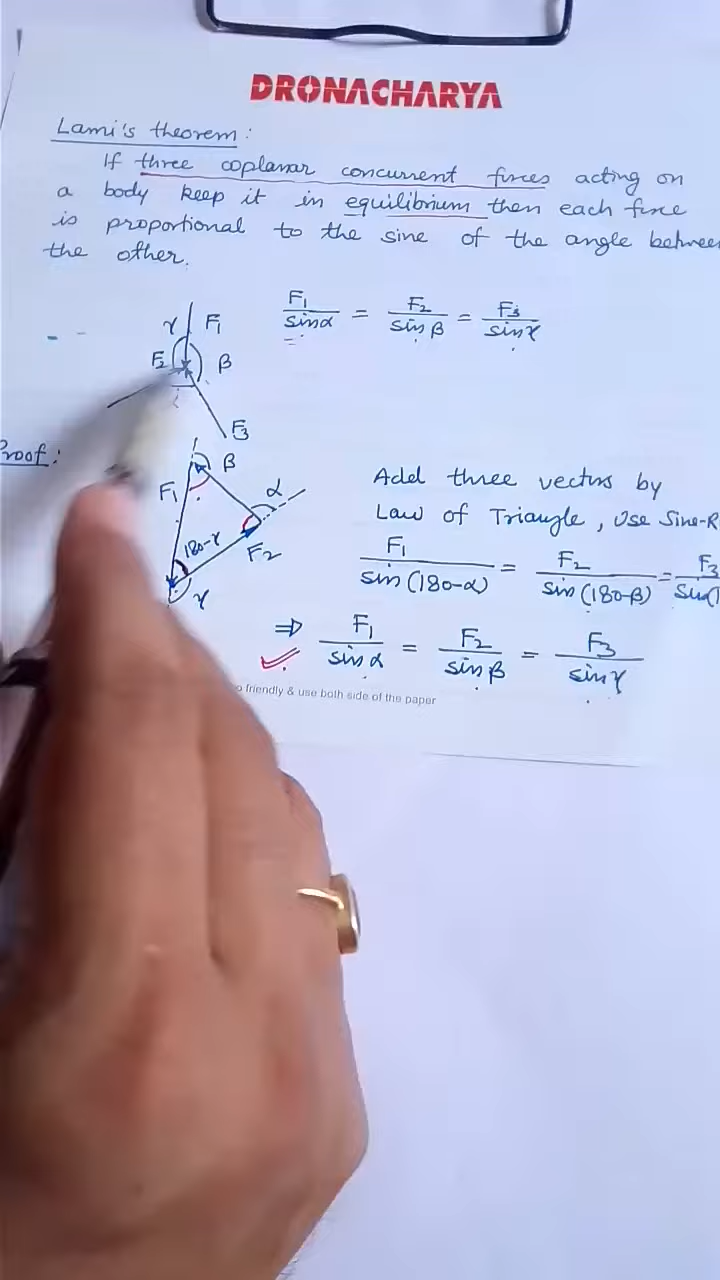 DRONACHARYA
Lami's theorem:
If three coplanar concurrent forces acting on
a body keep it in equilibrium then each force
is proportional to the sine of the angle between
the other.
F₁/sinα = F₂/sinβ = F₃/sinγ
γ F₁
F₂ β
F₃
Proof:
β
F₁ α
180-γ F₂
γ
Add three vectors by
Law of Triangle, Use Sine-R
F₁/sin(180-α) = F₂/sin(180-β) = F₃/sin(1
⇒ F₁/sinα = F₂/sinβ = F₃/sinγ
friendly & use both side of the paper